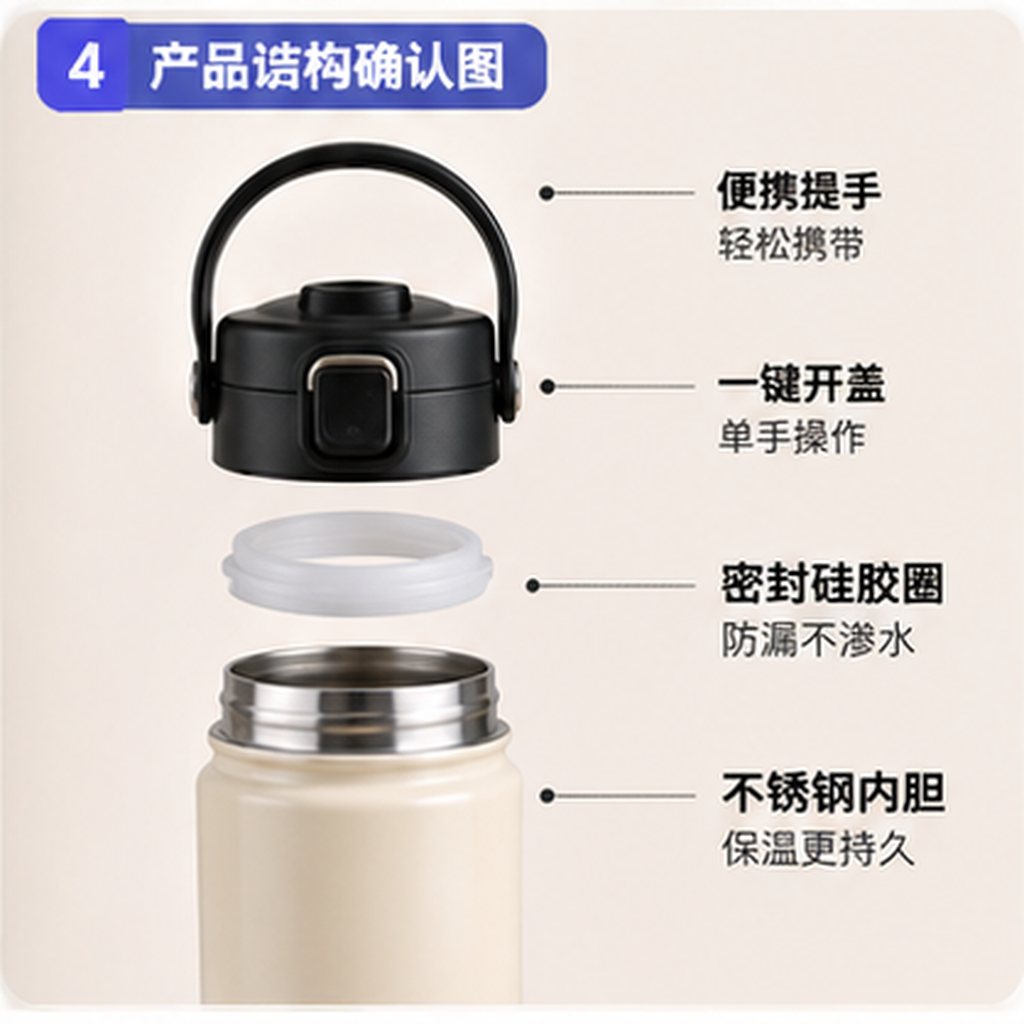 4 产品诘构确认图
便携提手
轻松携带
一键开盖
单手操作
密封硅胶圈
防漏不渗水
不锈钢内胆
保温更持久